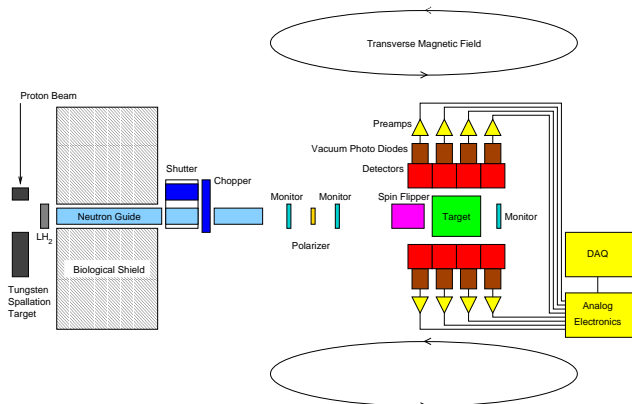 Transverse Magnetic Field
Proton Beam
Preamps
Vacuum Photo Diodes
Shutter
Chopper
Detectors
Monitor
Monitor
Spin Flipper
Neutron Guide
Target
Monitor
LH2
Polarizer
DAQ
Biological Shield
Tungsten
Spallation
Target
Analog
Electronics